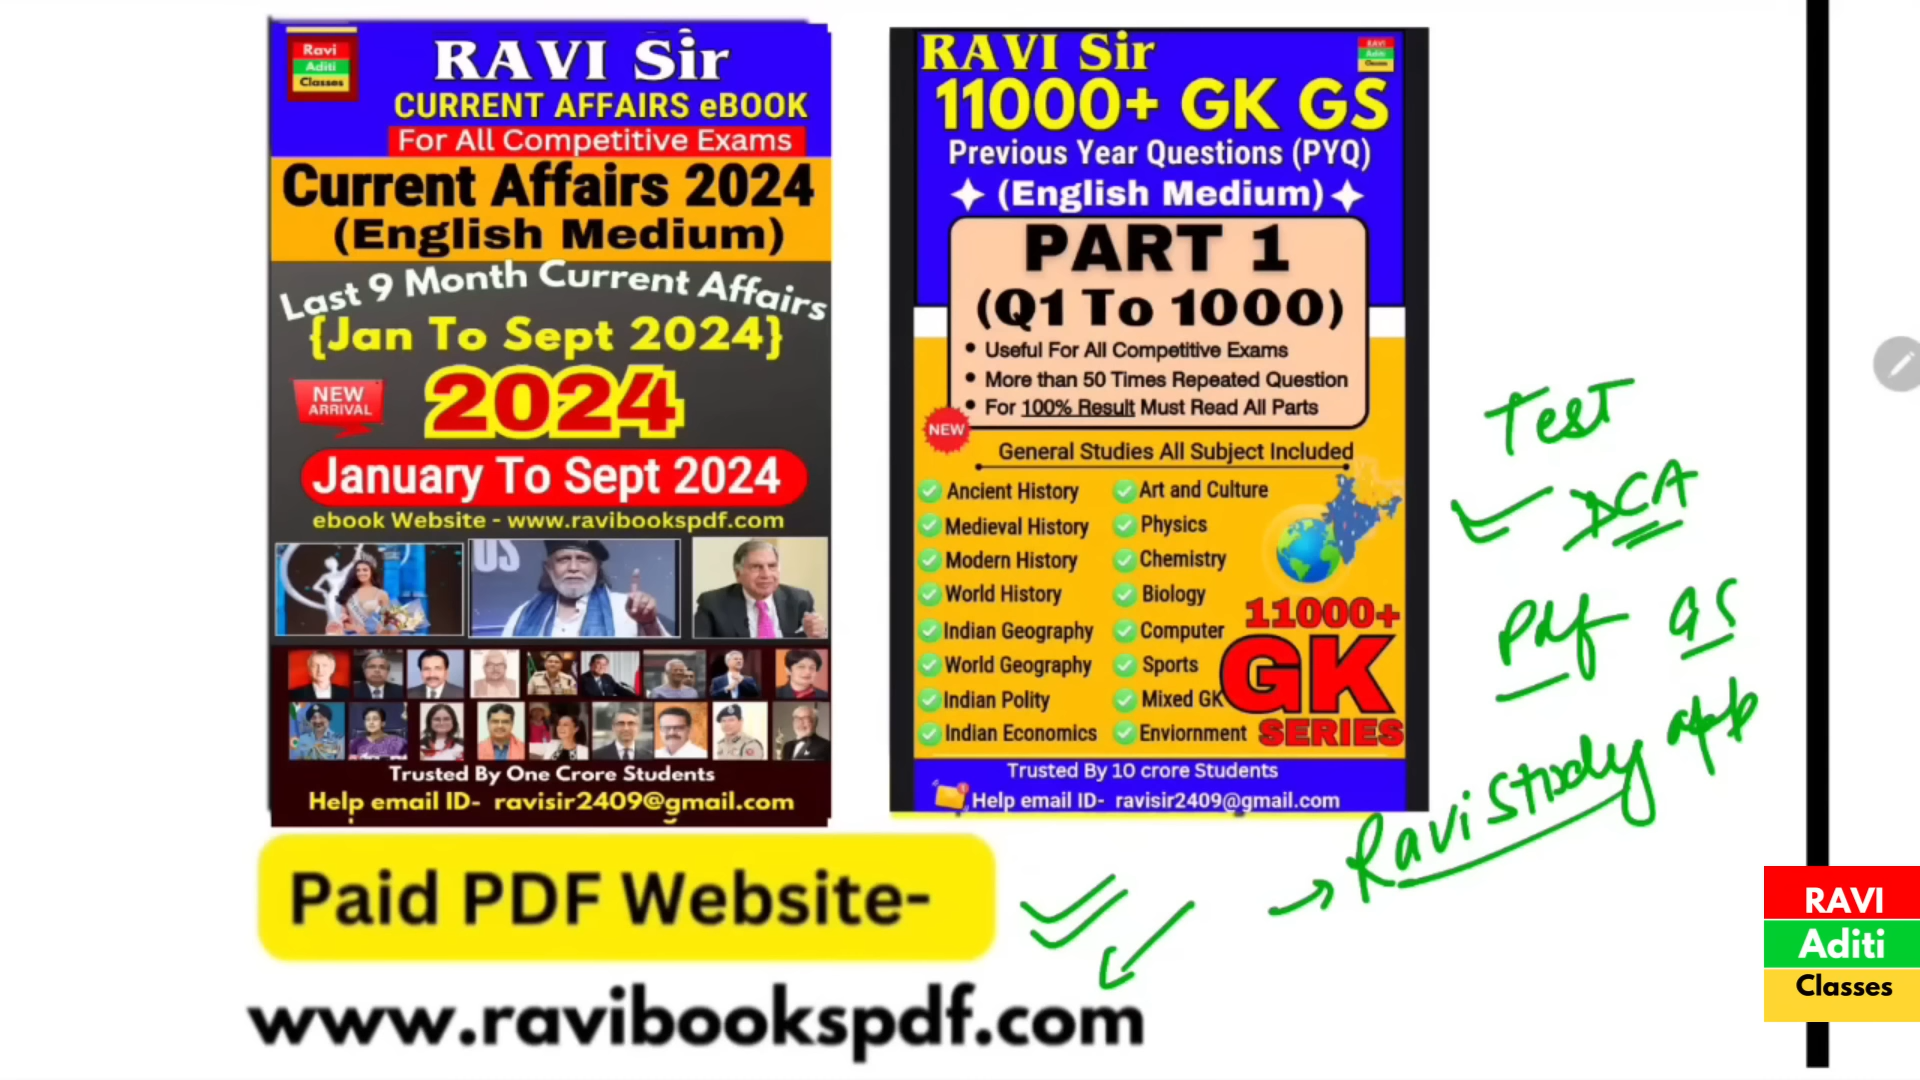 Ravi
Aditi
Classes
RAVI Sir
CURRENT AFFAIRS eBOOK
For All Competitive Exams
Current Affairs 2024
(English Medium)
Last 9 Month Current Affairs
{Jan To Sept 2024}
NEW
ARRIVAL
2024
January To Sept 2024
ebook Website - www.ravibookspdf.com
US
Trusted By One Crore Students
Help email ID- ravisir2409@gmail.com
RAVI Sir
RAVI
Aditi
Classes
11000+ GK GS
Previous Year Questions (PYQ)
(English Medium)
PART 1
(Q1 To 1000)
• Useful For All Competitive Exams
• More than 50 Times Repeated Question
• For 100% Result Must Read All Parts
NEW
General Studies All Subject Included
Ancient History
Medieval History
Modern History
World History
Indian Geography
World Geography
Indian Polity
Indian Economics
Art and Culture
Physics
Chemistry
Biology
Computer
Sports
Mixed GK
Enviornment
11000+
GK
SERIES
Trusted By 10 crore Students
Help email ID- ravisir2409@gmail.com
Test
DCA
Pdf GS
Ravi Study app
Paid PDF Website-
www.ravibookspdf.com
RAVI
Aditi
Classes